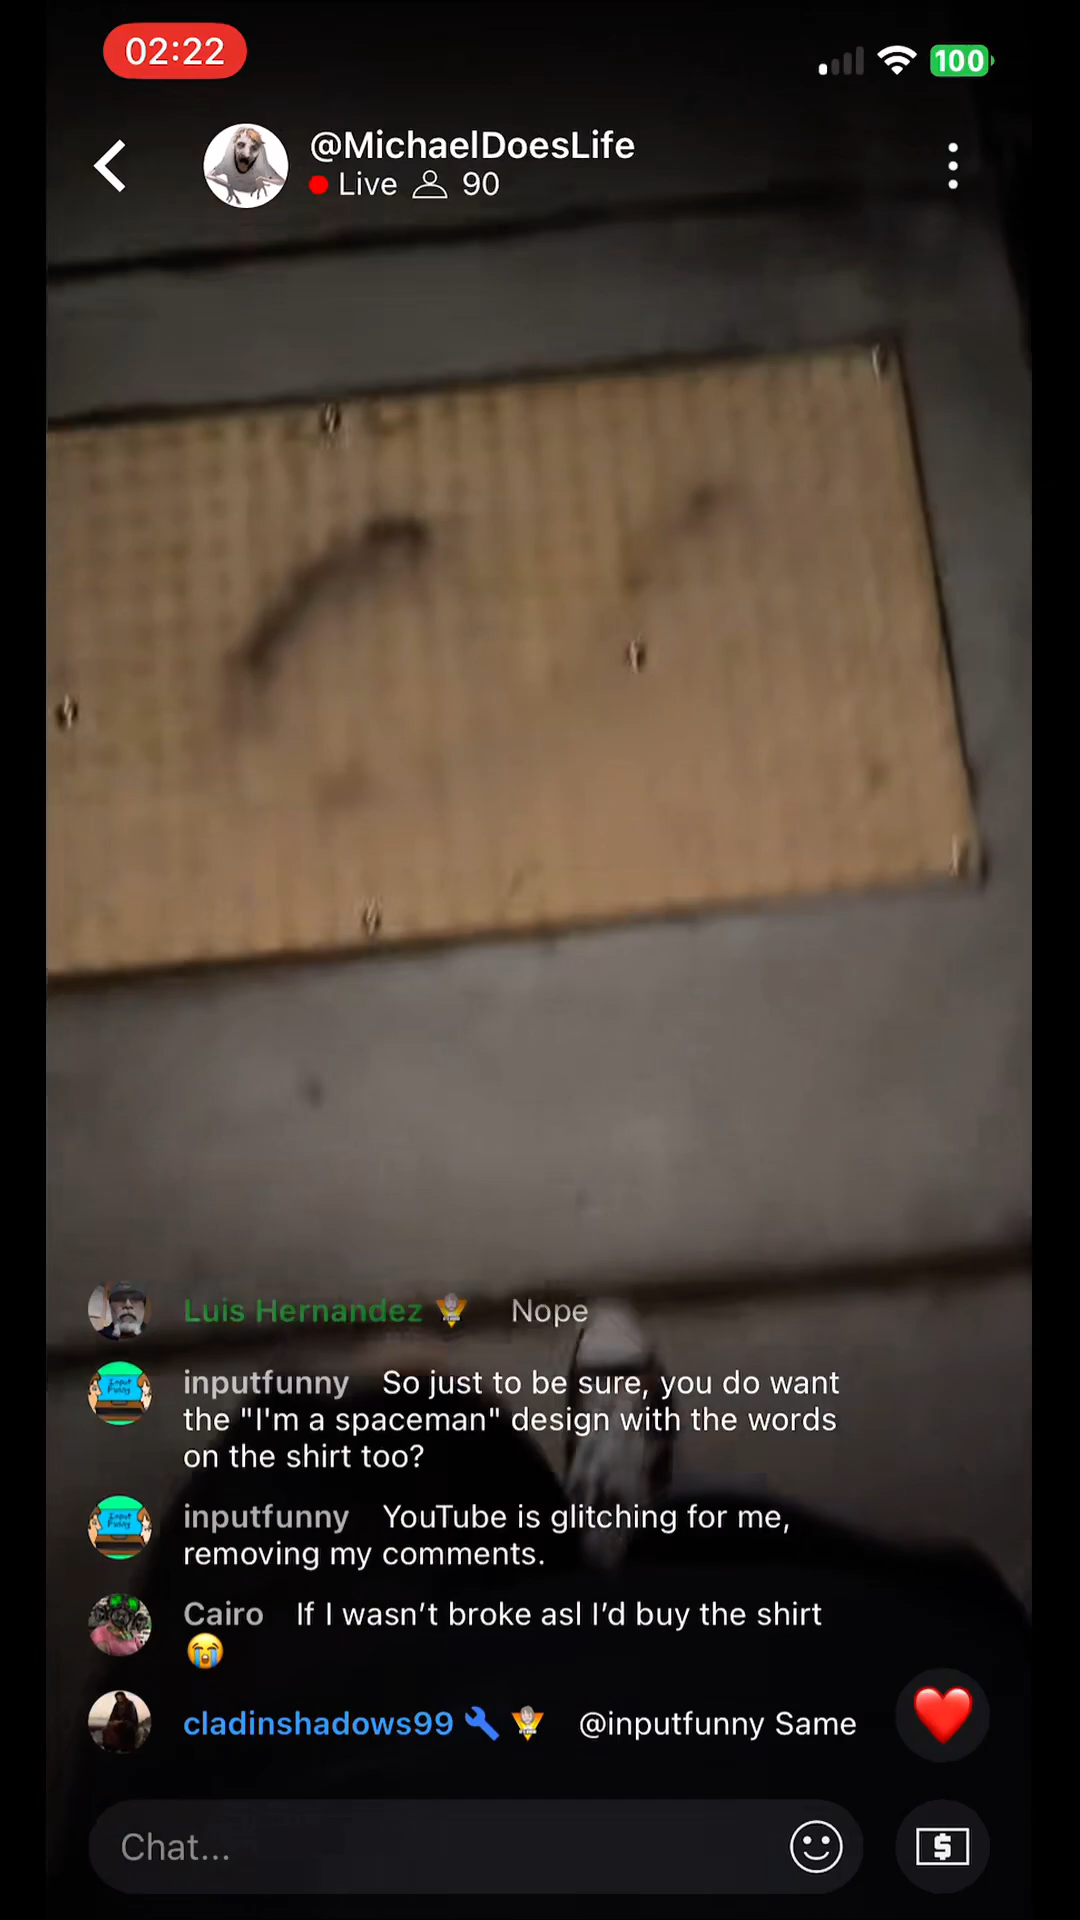 02:22
100
@MichaelDoesLife
Live 90
Luis Hernandez Nope
inputfunny So just to be sure, you do want
the "I'm a spaceman" design with the words
on the shirt too?
inputfunny YouTube is glitching for me,
removing my comments.
Cairo If I wasn’t broke asl I’d buy the shirt
😭
cladinshadows99 @inputfunny Same
Chat...
$